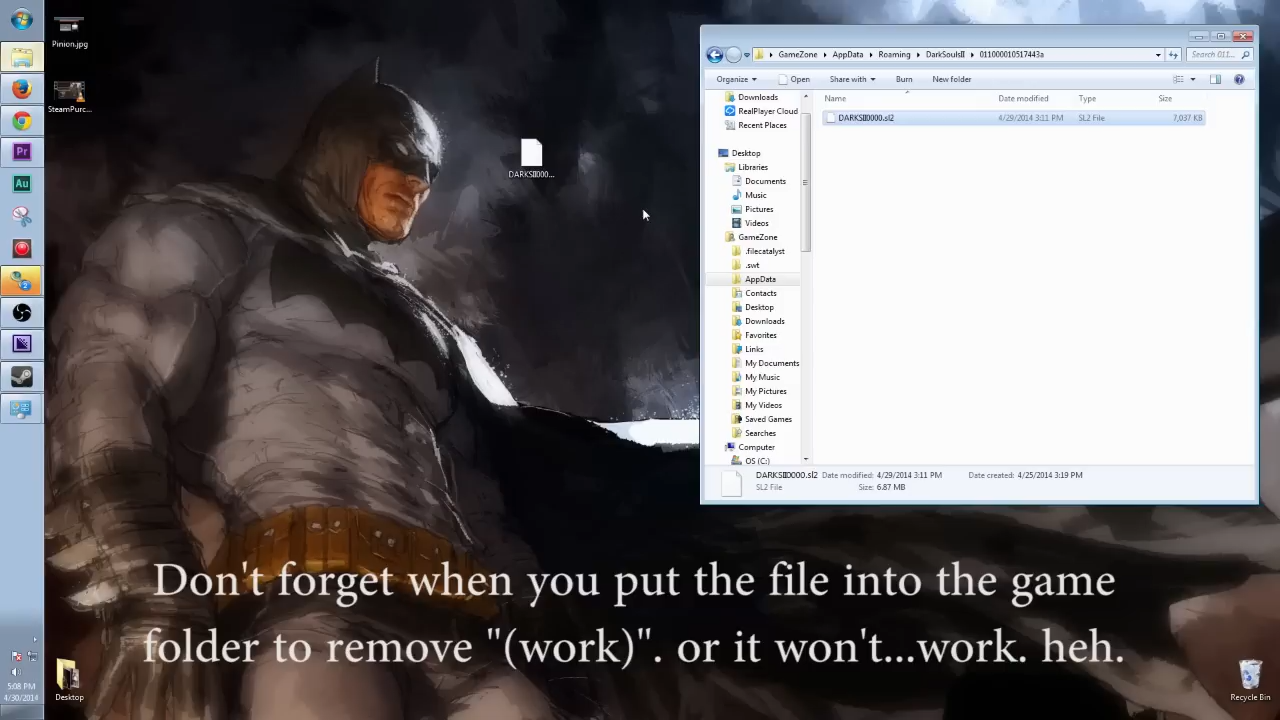 Pinion.jpg
SteamPurc...
DARKSII000...
Desktop
5:08 PM
4/30/2014
Recycle Bin
GameZone
AppData
Roaming
DarkSoulsII
011000010517443a
Search 011...
Organize
Open
Share with
Burn
New folder
Name
Date modified
Type
Size
DARKSII0000.sl2
4/29/2014 3:11 PM
SL2 File
7,037 KB
Downloads
RealPlayer Cloud
Recent Places
Desktop
Libraries
Documents
Music
Pictures
Videos
GameZone
.filecatalyst
.swt
AppData
Contacts
Desktop
Downloads
Favorites
Links
My Documents
My Music
My Pictures
My Videos
Saved Games
Searches
Computer
OS (C:)
DARKSII0000.sl2 Date modified: 4/29/2014 3:11 PM Date created: 4/25/2014 3:19 PM
SL2 File Size: 6.87 MB
Pr
Au
Don't forget when you put the file into the game
folder to remove "(work)". or it won't...work. heh.